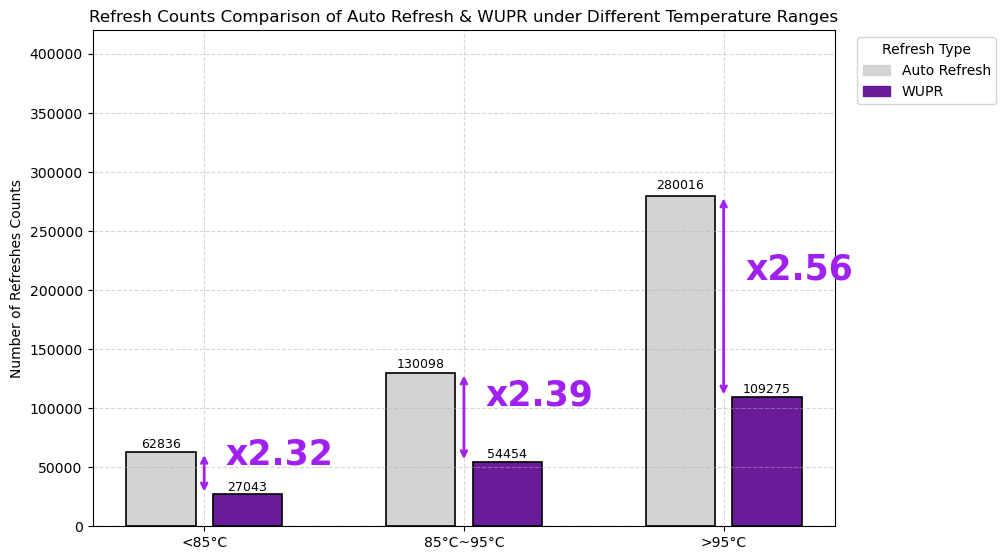 Refresh Counts Comparison of Auto Refresh & WUPR under Different Temperature Ranges
Refresh Type
Auto Refresh
WUPR
Number of Refreshes Counts
400000
350000
300000
250000
200000
150000
100000
50000
0
62836
27043
x2.32
130098
54454
x2.39
280016
109275
x2.56
<85°C
85°C~95°C
>95°C